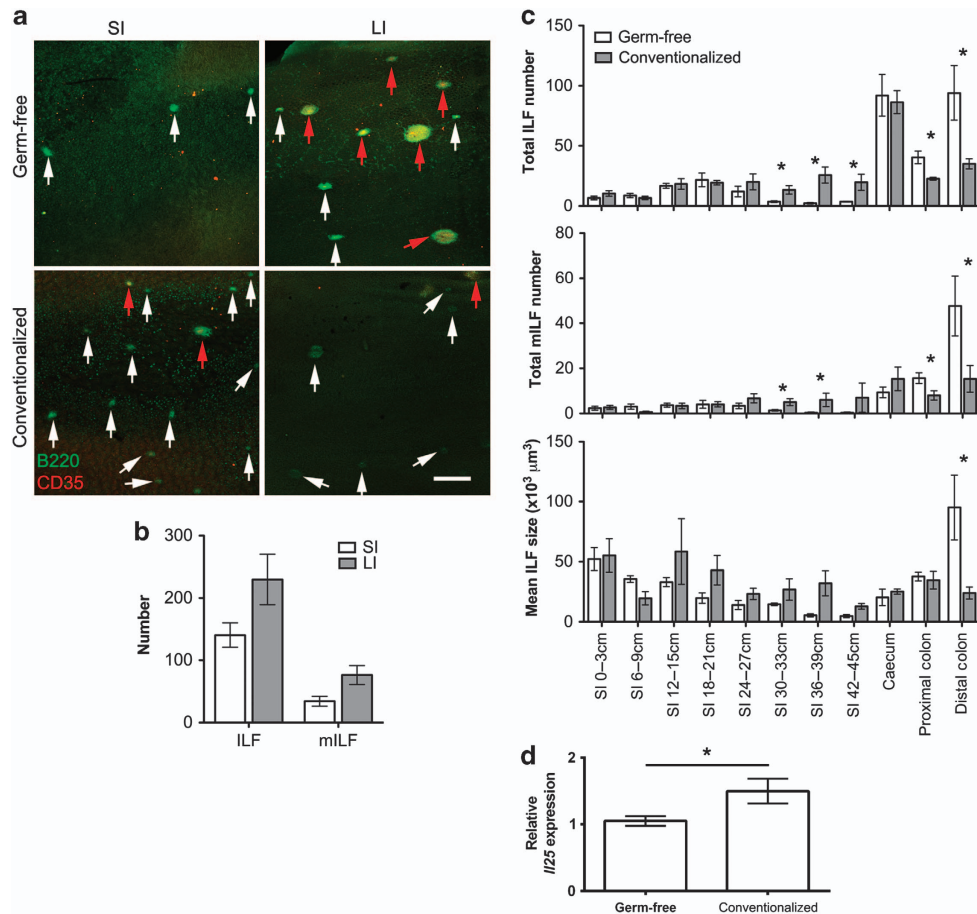 a
SI
LI
Germ-free
Conventionalized
B220
CD35
b
300
200
100
0
Number
SI
LI
ILF
mILF
c
Germ-free
Conventionalized
150
100
50
0
Total ILF number
* * * * *
80
60
40
20
0
Total mILF number
* * * *
150
100
50
0
Mean ILF size (x10³ µm³)
*
SI 0–3cm
SI 6–9cm
SI 12–15cm
SI 18–21cm
SI 24–27cm
SI 30–33cm
SI 36–39cm
SI 42–45cm
Caecum
Proximal colon
Distal colon
d
2
1
0
Relative
Il25 expression
*
Germ-free
Conventionalized